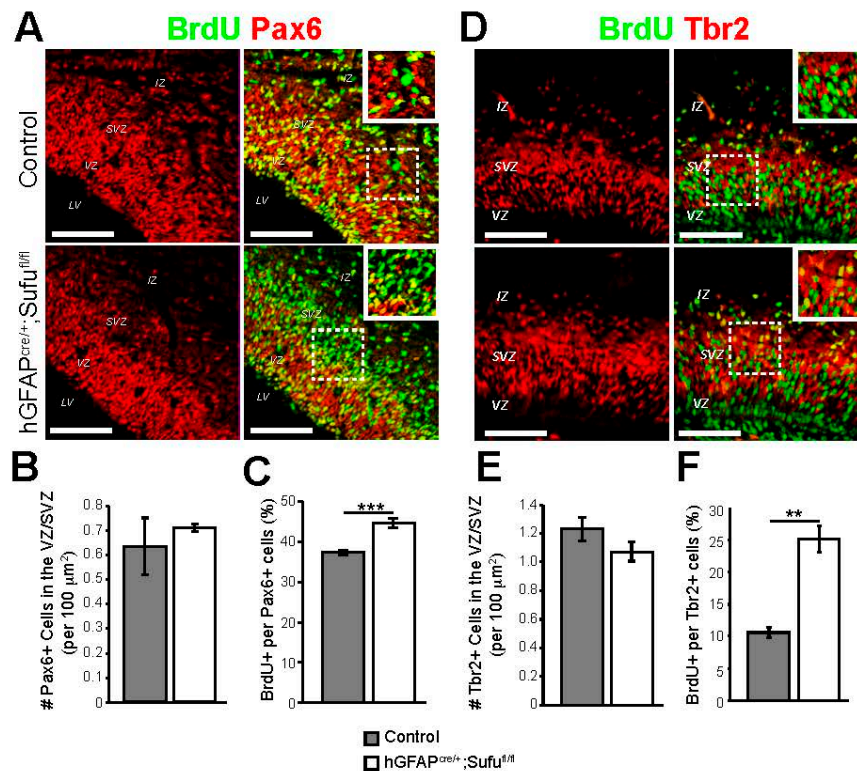 A
BrdU Pax6
D
BrdU Tbr2
Control
IZ
SVZ
VZ
LV
IZ
SVZ
VZ
LV
IZ
SVZ
VZ
IZ
SVZ
VZ
hGFAPcre/+;Sufufl/fl
IZ
SVZ
VZ
LV
IZ
SVZ
VZ
LV
IZ
SVZ
VZ
IZ
SVZ
VZ
B
# Pax6+ Cells in the VZ/SVZ
(per 100 µm²)
0.8
0.7
0.6
0.5
0.4
0.3
0.2
0.1
0
C
BrdU+ per Pax6+ cells (%)
50
45
40
35
30
25
20
15
10
5
0
***
E
# Tbr2+ Cells in the VZ/SVZ
(per 100 µm²)
1.4
1.2
1.0
0.8
0.6
0.4
0.2
0
F
BrdU+ per Tbr2+ cells (%)
30
25
20
15
10
5
0
**
Control
hGFAPcre/+;Sufufl/fl